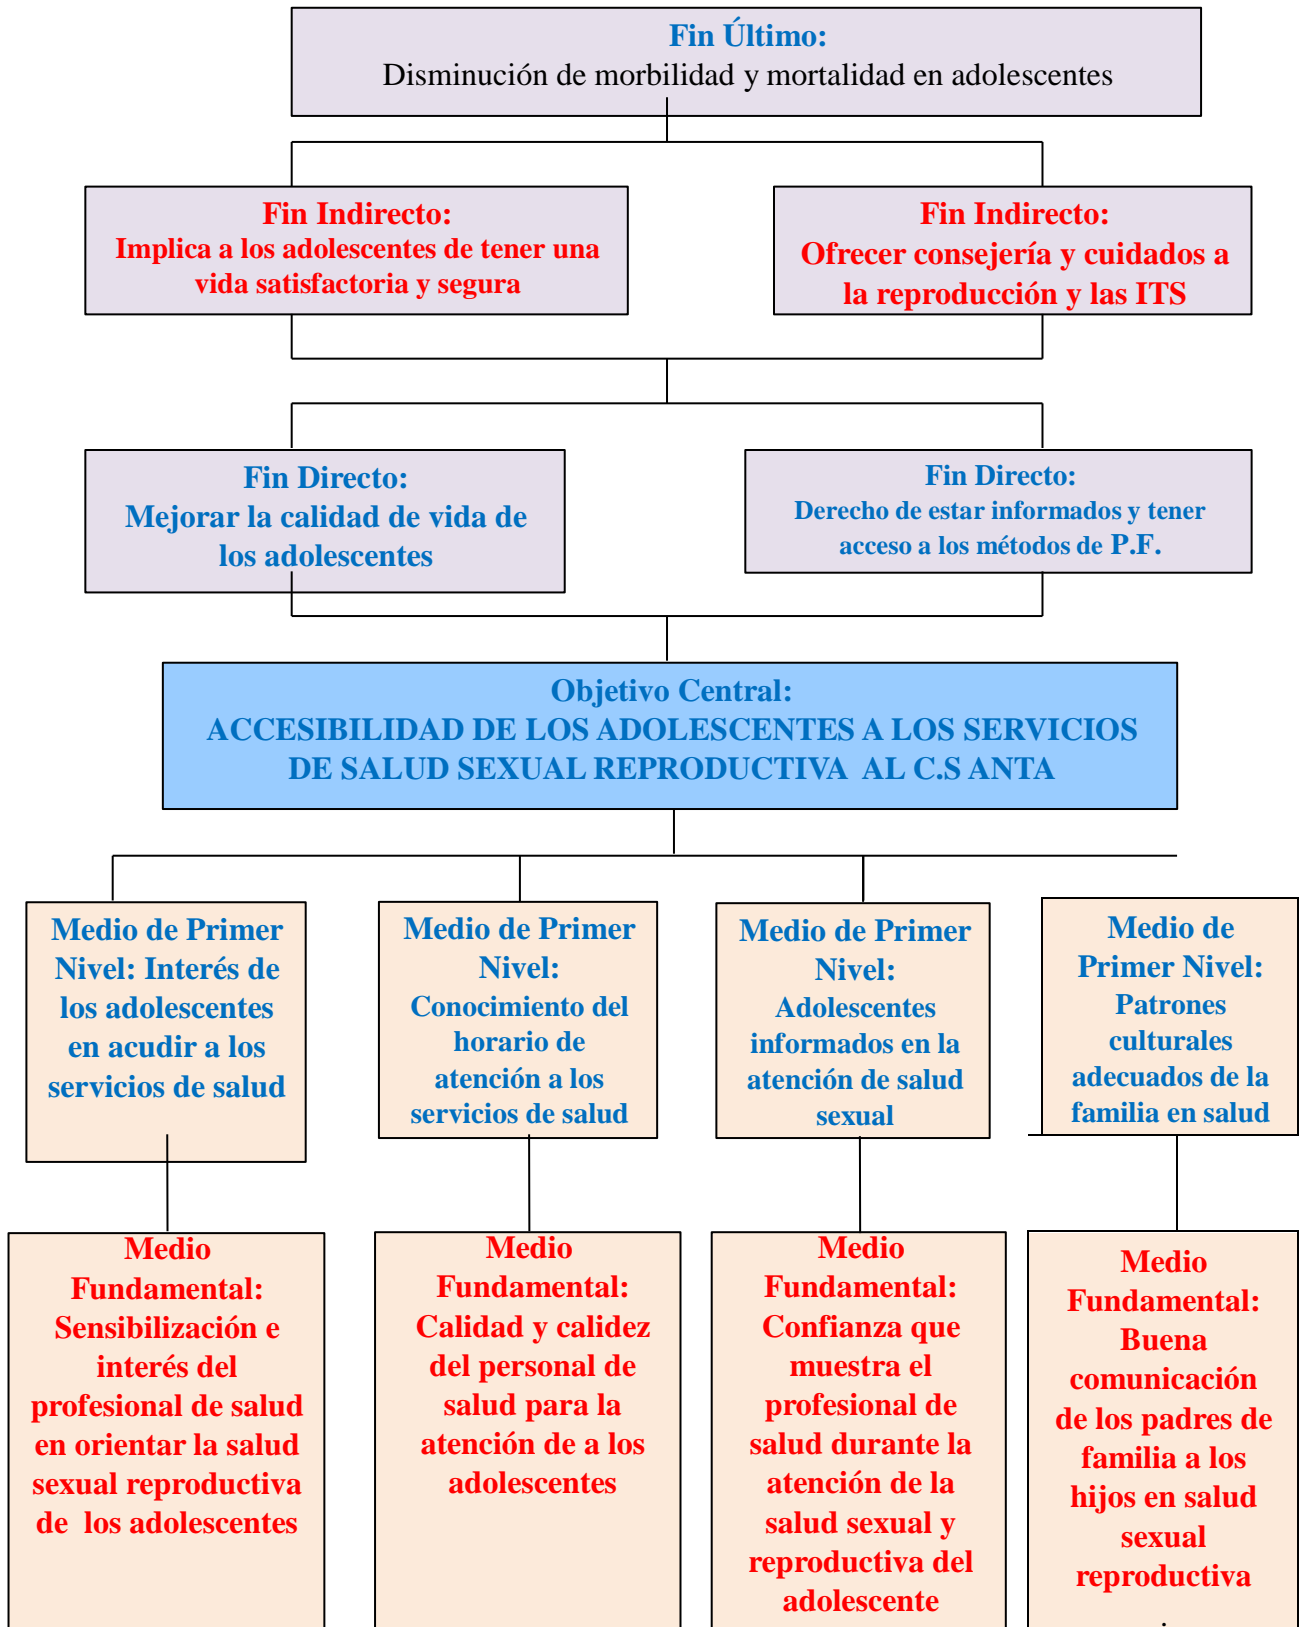 Fin Último:
Disminución de morbilidad y mortalidad en adolescentes
Fin Indirecto:
Implica a los adolescentes de tener una
vida satisfactoria y segura
Fin Indirecto:
Ofrecer consejería y cuidados a
la reproducción y las ITS
Fin Directo:
Mejorar la calidad de vida de
los adolescentes
Fin Directo:
Derecho de estar informados y tener
acceso a los métodos de P.F.
Objetivo Central:
ACCESIBILIDAD DE LOS ADOLESCENTES A LOS SERVICIOS
DE SALUD SEXUAL REPRODUCTIVA AL C.S ANTA
Medio de Primer
Nivel: Interés de
los adolescentes
en acudir a los
servicios de salud
Medio de Primer
Nivel:
Conocimiento del
horario de
atención a los
servicios de salud
Medio de Primer
Nivel:
Adolescentes
informados en la
atención de salud
sexual
Medio de
Primer Nivel:
Patrones
culturales
adecuados de la
familia en salud
Medio
Fundamental:
Sensibilización e
interés del
profesional de salud
en orientar la salud
sexual reproductiva
de los adolescentes
Medio
Fundamental:
Calidad y calidez
del personal de
salud para la
atención de a los
adolescentes
Medio
Fundamental:
Confianza que
muestra el
profesional de
salud durante la
atención de la
salud sexual y
reproductiva del
adolescente
Medio
Fundamental:
Buena
comunicación
de los padres de
familia a los
hijos en salud
sexual
reproductiva